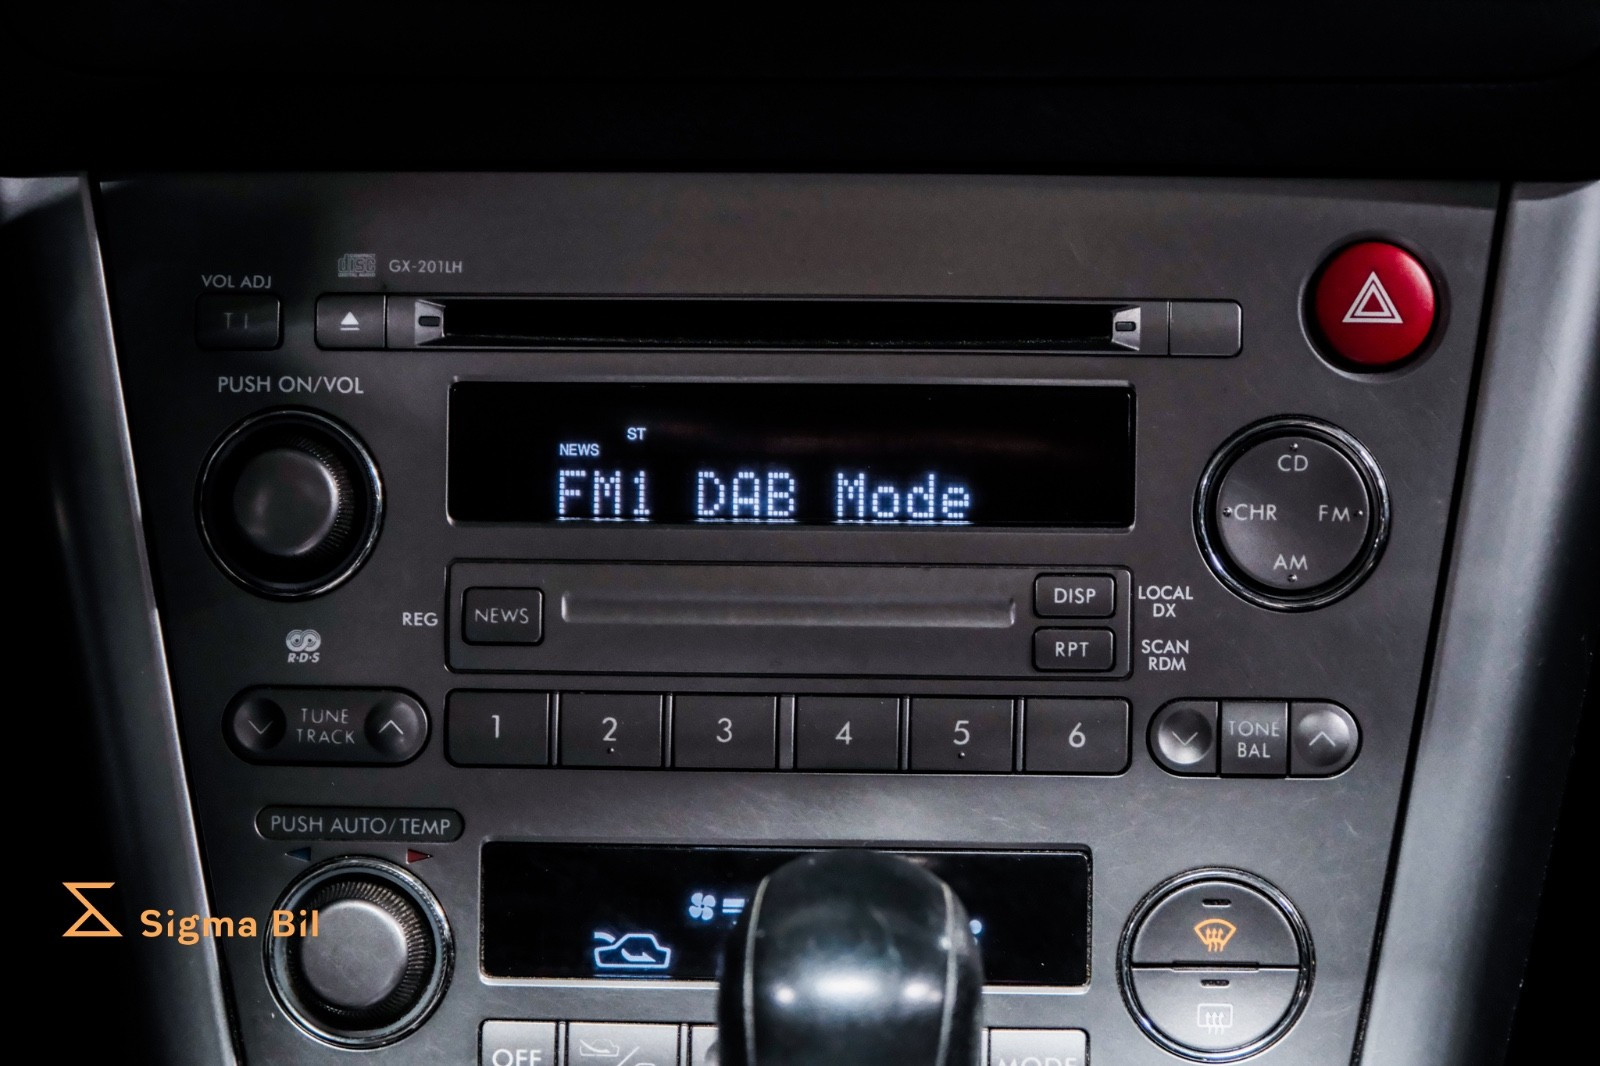 disc
GX-201LH
VOL ADJ
PUSH ON/VOL
ST
NEWS
FM1 DAB Mode
CD
CHR
FM
AM
REG
NEWS
DISP
LOCAL
DX
RPT
SCAN
RDM
R·D·S
TUNE
TRACK
1
2
3
4
5
6
TONE
BAL
PUSH AUTO/TEMP
Sigma Bil
OFF
MODE